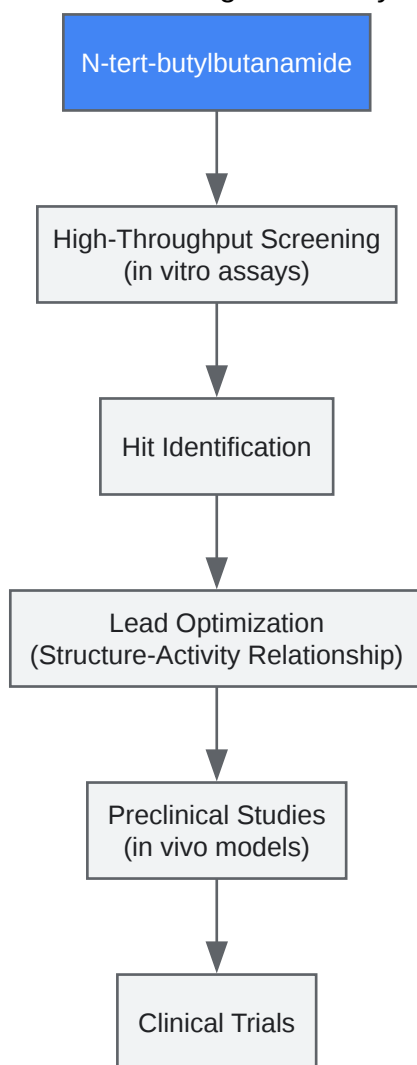 N-tert-butylbutanamide
High-Throughput Screening
(in vitro assays)
Hit Identification
Lead Optimization
(Structure-Activity Relationship)
Preclinical Studies
(in vivo models)
Clinical Trials